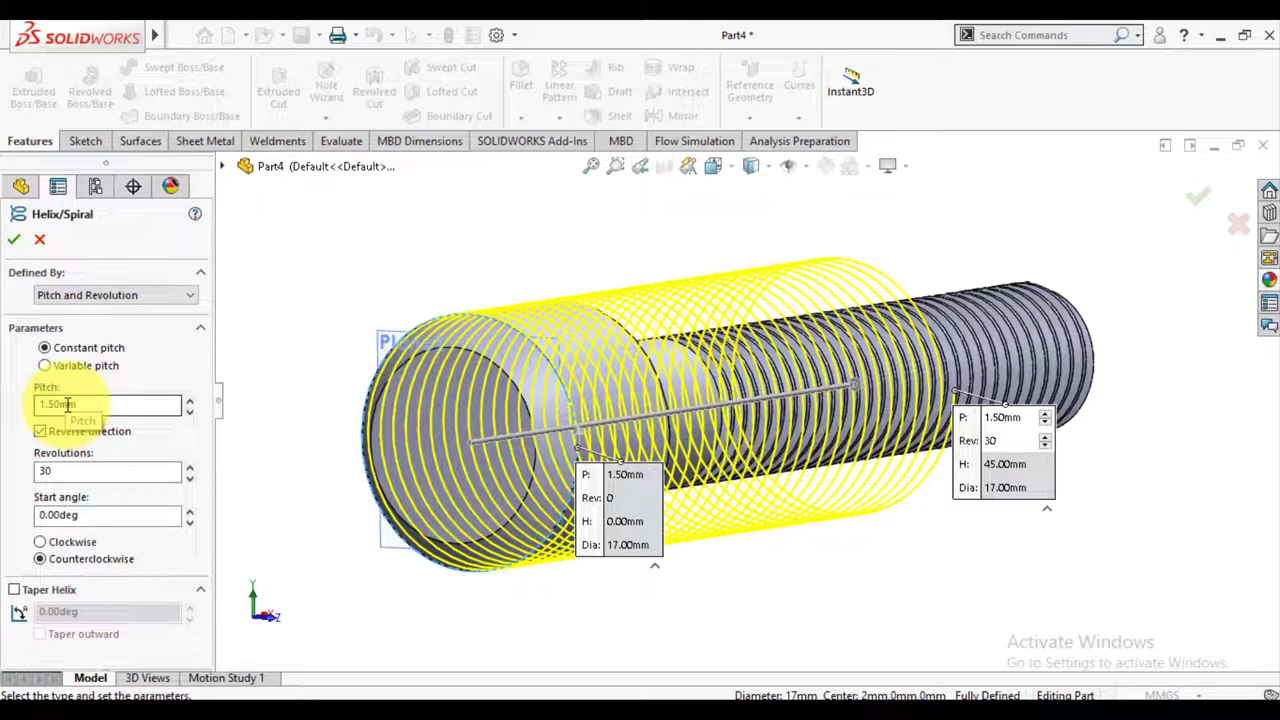 SOLIDWORKS
Part4 *
Search Commands
Extruded Boss/Base
Revolved Boss/Base
Swept Boss/Base
Lofted Boss/Base
Boundary Boss/Base
Extruded Cut
Hole Wizard
Revolved Cut
Swept Cut
Lofted Cut
Boundary Cut
Fillet
Linear Pattern
Rib
Draft
Shell
Wrap
Intersect
Mirror
Reference Geometry
Curves
Instant3D
Features
Sketch
Surfaces
Sheet Metal
Weldments
Evaluate
MBD Dimensions
SOLIDWORKS Add-Ins
MBD
Flow Simulation
Analysis Preparation
Part4 (Default<<Default>...
Helix/Spiral
Defined By:
Pitch and Revolution
Parameters
Constant pitch
Variable pitch
Pitch:
1.50mm
Pitch
Reverse direction
Revolutions:
30
Start angle:
0.00deg
Clockwise
Counterclockwise
Taper Helix
0.00deg
Taper outward
P: 1.50mm
Rev: 0
H: 0.00mm
Dia: 17.00mm
P: 1.50mm
Rev: 30
H: 45.00mm
Dia: 17.00mm
Y
X
Z
Activate Windows
Go to Settings to activate Windows.
Model
3D Views
Motion Study 1
Select the type and set the parameters.
Diameter: 17mm Center: 2mm,0mm,0mm
Fully Defined
Editing Part
MMGS